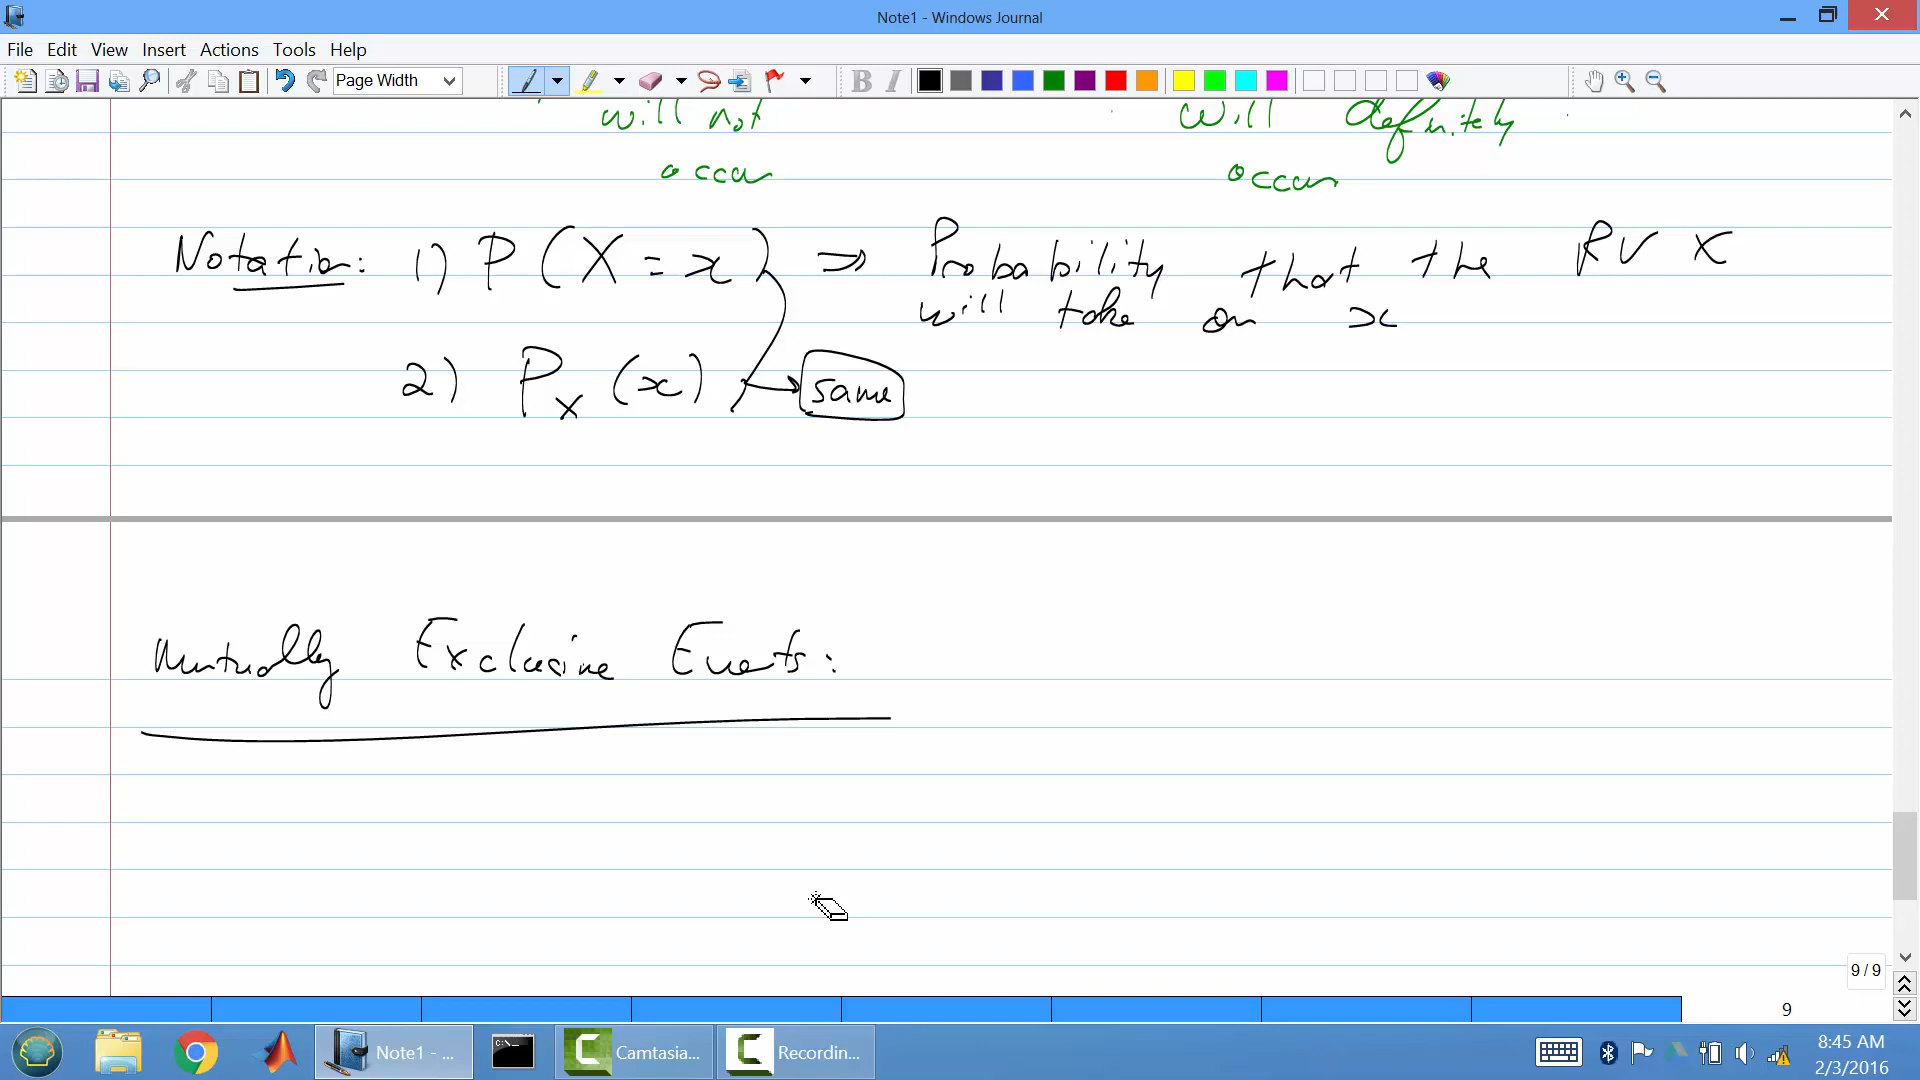 Note1 - Windows Journal
File Edit View Insert Actions Tools Help
Page Width B I
will not will definitely
occur occur
Notation: 1) P(X = x) ⇒ Probability that the RV X
will take on x
2) P_X (x) same
Mutually Exclusive Events:
9 / 9
9
Note1 - ... C:\_ Camtasia... Recordin... 8:45 AM
2/3/2016